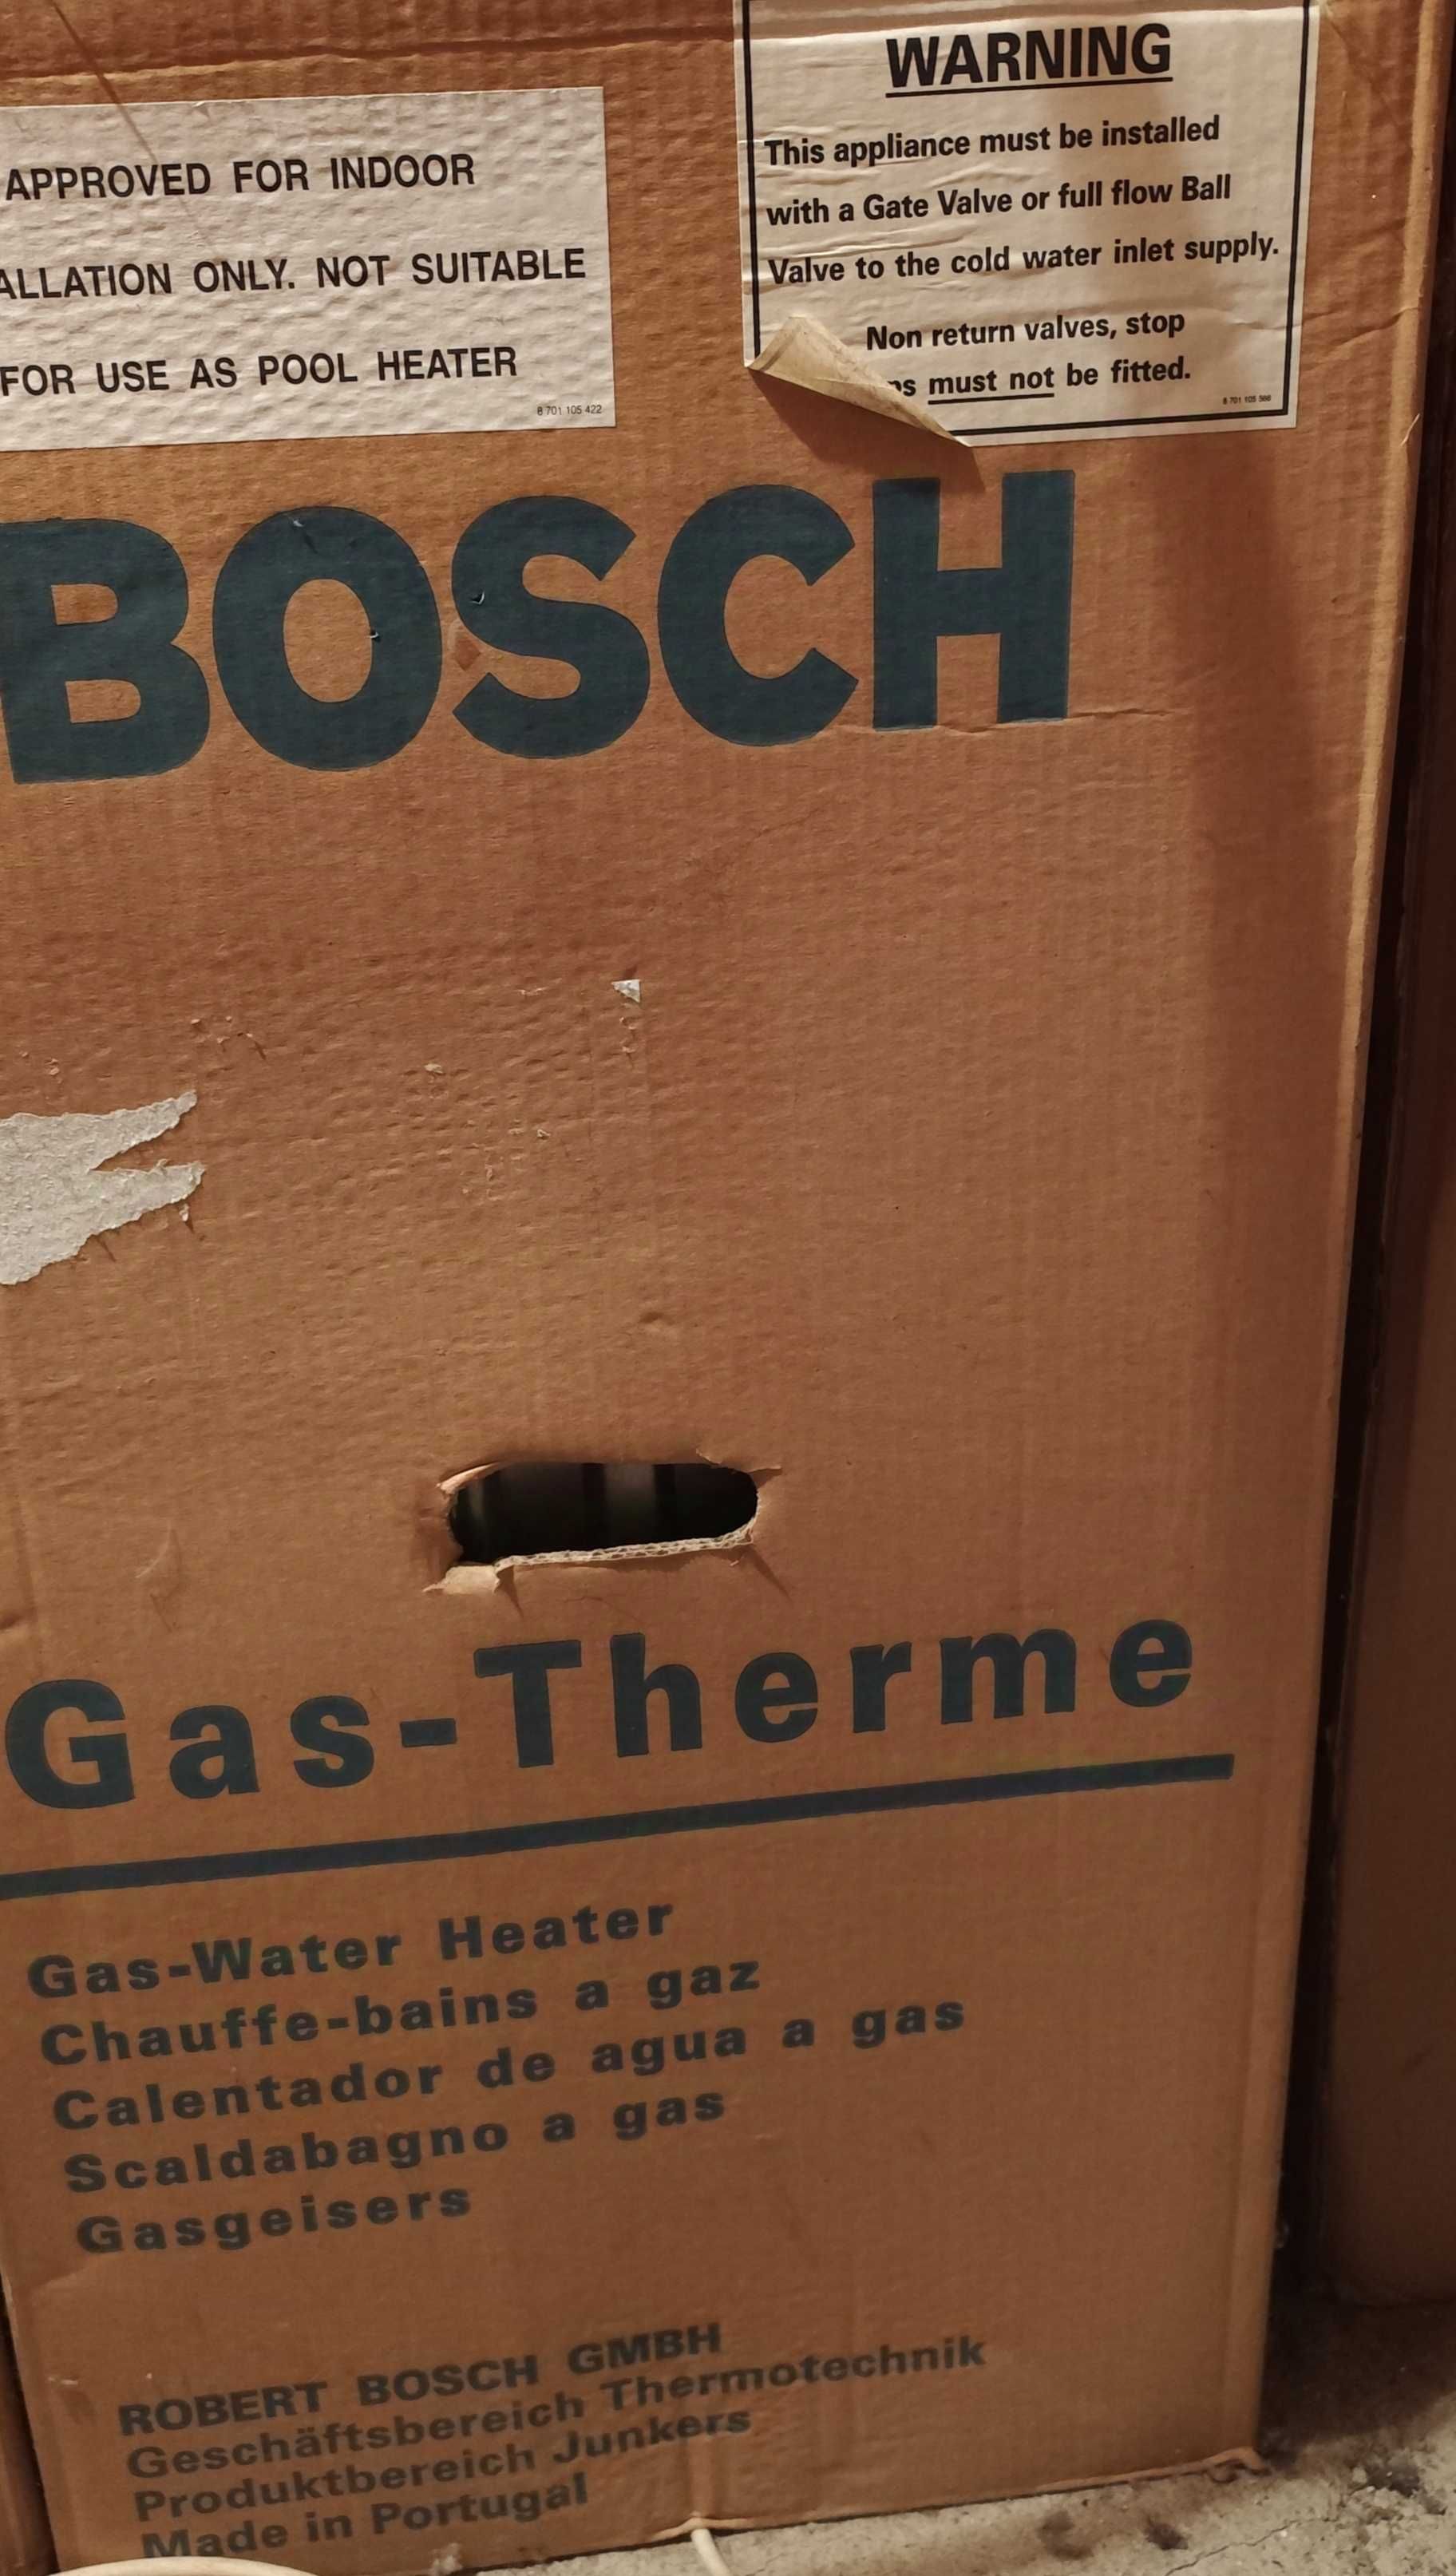 APPROVED FOR INDOOR
ALLATION ONLY. NOT SUITABLE
FOR USE AS POOL HEATER
8 701 105 422
WARNING
This appliance must be installed
with a Gate Valve or full flow Ball
Valve to the cold water inlet supply.
Non return valves, stop
must not be fitted.
8 701 105
BOSCH
Gas-Therme
Gas-Water Heater
Chauffe-bains a gaz
Calentador de agua a gas
Scaldabagno a gas
Gasgeisers
ROBERT BOSCH GMBH
Geschäftsbereich Thermotechnik
Produktbereich Junkers
Made in Portugal